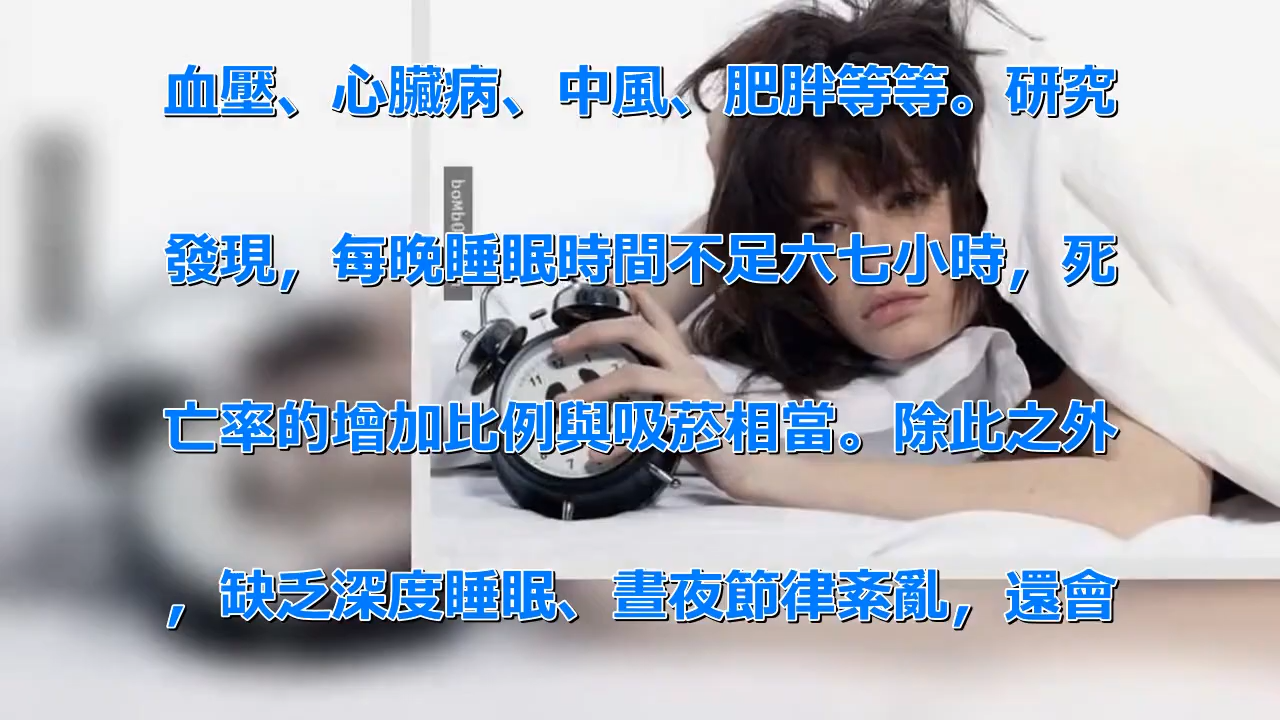 血壓、心臟病、中風、肥胖等等。研究
發現，每晚睡眠時間不足六七小時，死
亡率的增加比例與吸菸相當。除此之外
，缺乏深度睡眠、晝夜節律紊亂，還會